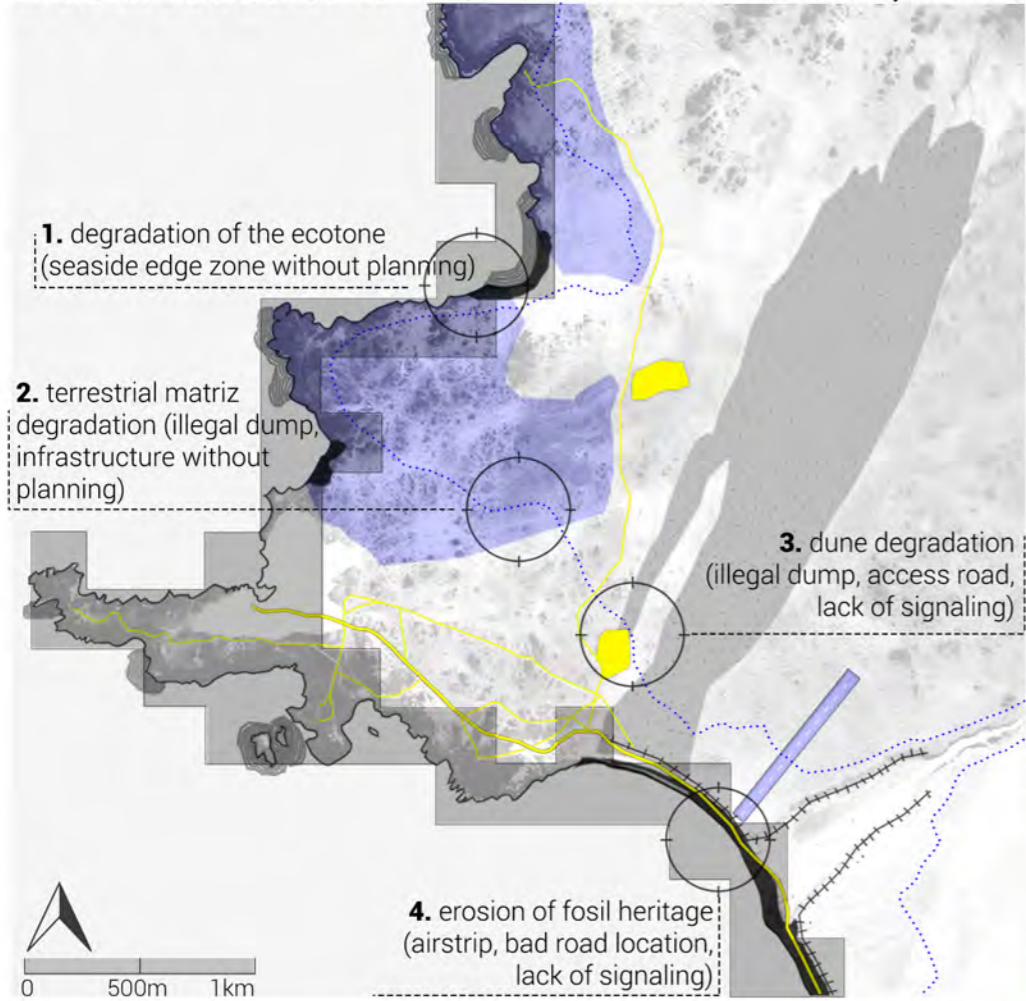 1. degradation of the ecotone
(seaside edge zone without planning)
2. terrestrial matriz
degradation (illegal dump,
infrastructure without
planning)
3. dune degradation
(illegal dump, access road,
lack of signaling)
4. erosion of fosil heritage
(airstrip, bad road location,
lack of signaling)
0 500m 1km